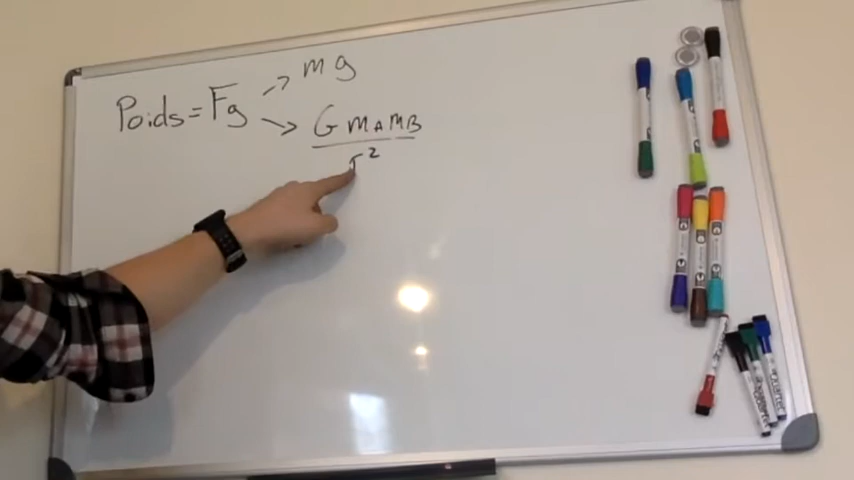 Poids = Fg → mg
→ G mA mB
r²